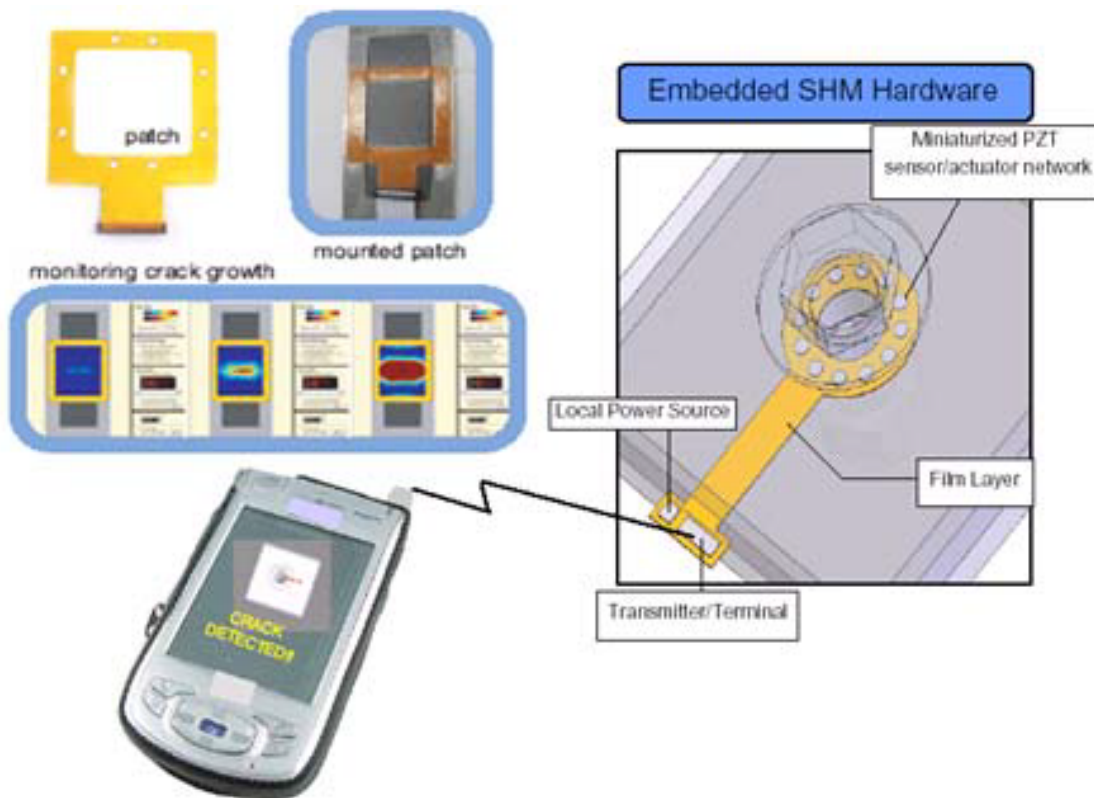 patch
mounted patch
monitoring crack growth
Embedded SHM Hardware
Miniaturized PZT
sensor/actuator network
Local Power Source
Film Layer
Transmitter/Terminal
CRACK
DETECTED!!